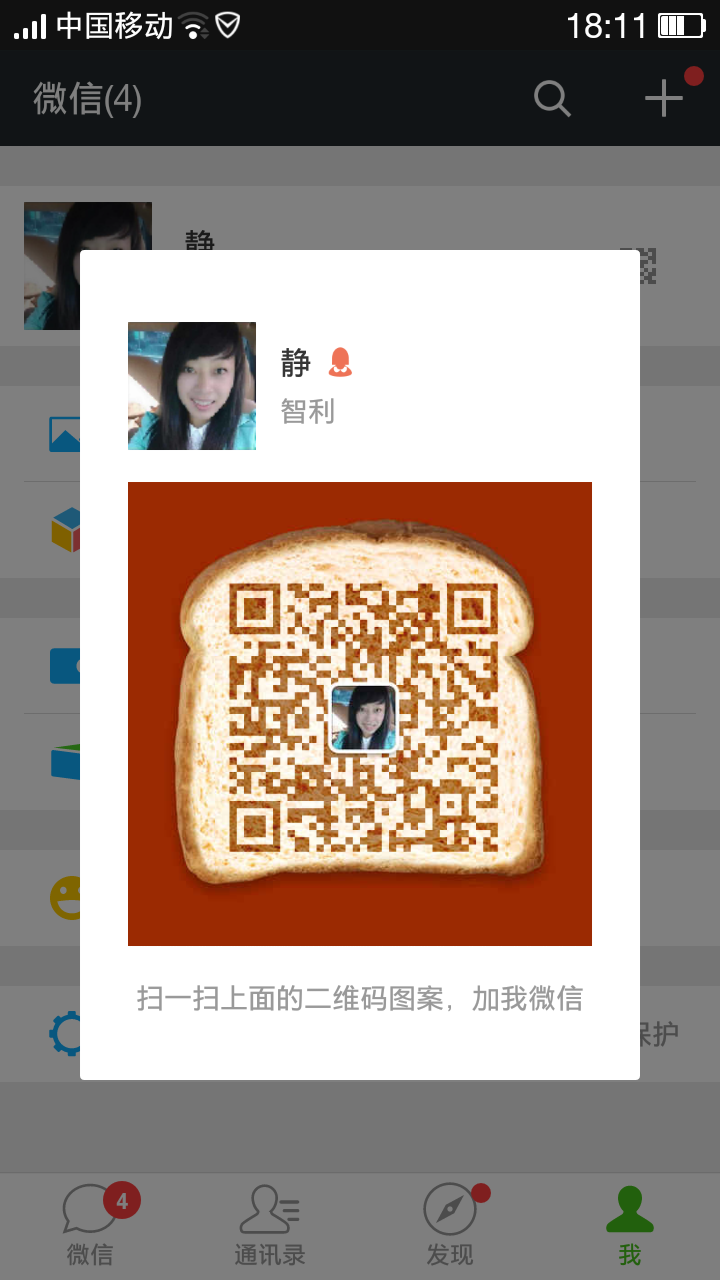 中国移动 18:11
微信(4)
静
静
智利
扫一扫上面的二维码图案，加我微信
保护
4
微信 通讯录 发现 我